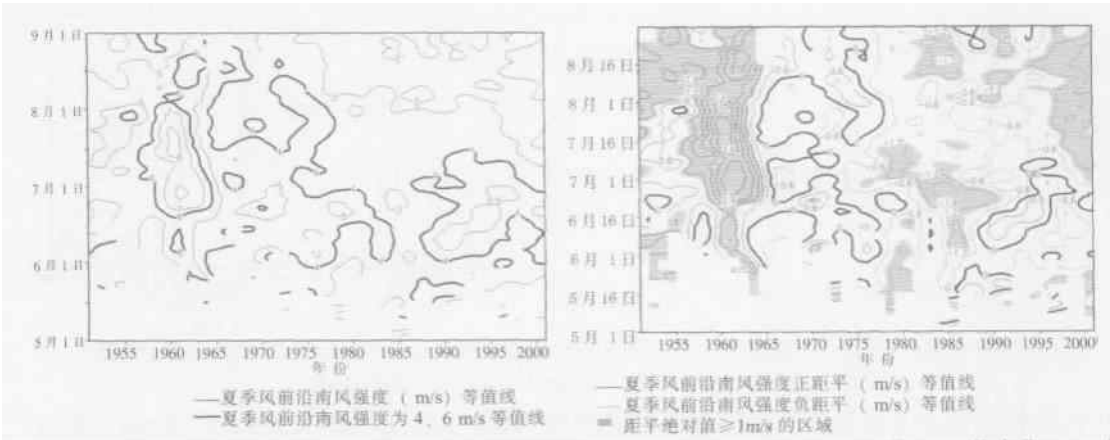 9月1日
8月1日
7月1日
6月1日
5月1日
1955 1960 1965 1970 1975 1980 1985 1990 1995 2000
年份
夏季风前沿南风强度(m/s)等值线
夏季风前沿南风强度为4、6 m/s等值线
8月16日
8月1日
7月16日
7月1日
6月16日
6月1日
5月16日
5月1日
1955 1960 1965 1970 1975 1980 1985 1990 1995 2000
年份
夏季风前沿南风强度正距平(m/s)等值线
夏季风前沿南风强度负距平(m/s)等值线
距平绝对值≥1m/s的区域